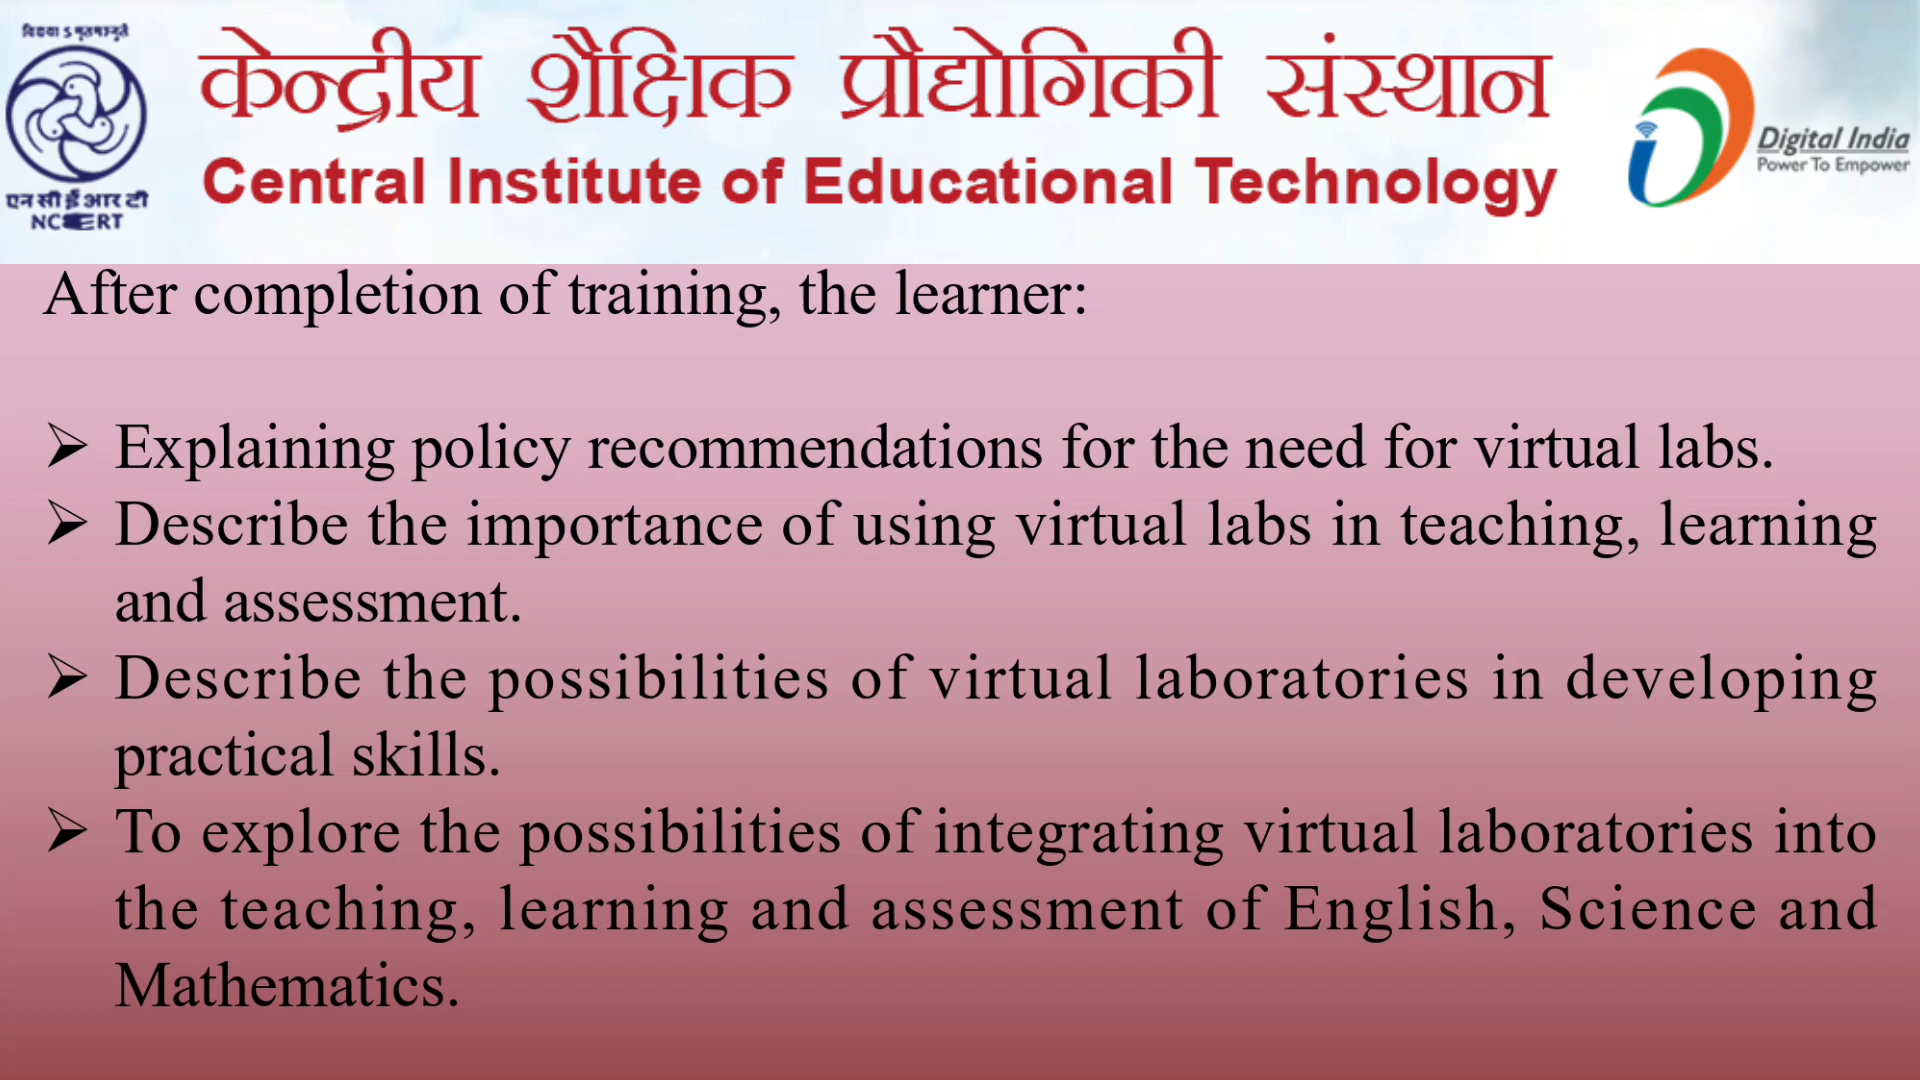 एन सी ई आर टी
NCERT
केन्द्रीय शैक्षिक प्रौद्योगिकी संस्थान
Central Institute of Educational Technology
Digital India
Power To Empower
After completion of training, the learner:
➢ Explaining policy recommendations for the need for virtual labs.
➢ Describe the importance of using virtual labs in teaching, learning
and assessment.
➢ Describe the possibilities of virtual laboratories in developing
practical skills.
➢ To explore the possibilities of integrating virtual laboratories into
the teaching, learning and assessment of English, Science and
Mathematics.